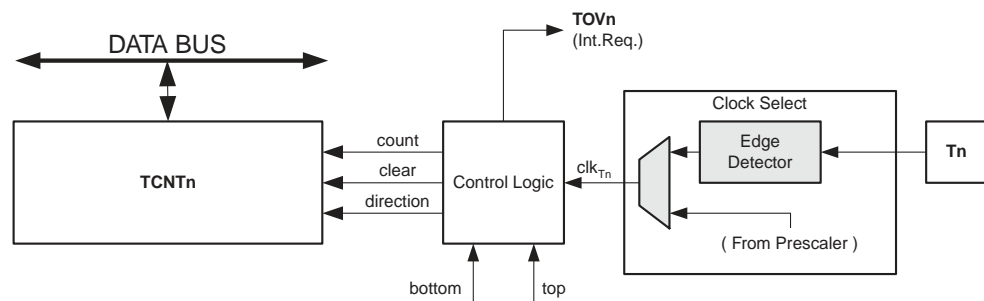 TOVn
(Int.Req.)
DATA BUS
Clock Select
count
Edge
Detector
Tn
TCNTn
clear
Control Logic
clkTn
direction
( From Prescaler )
bottom
top